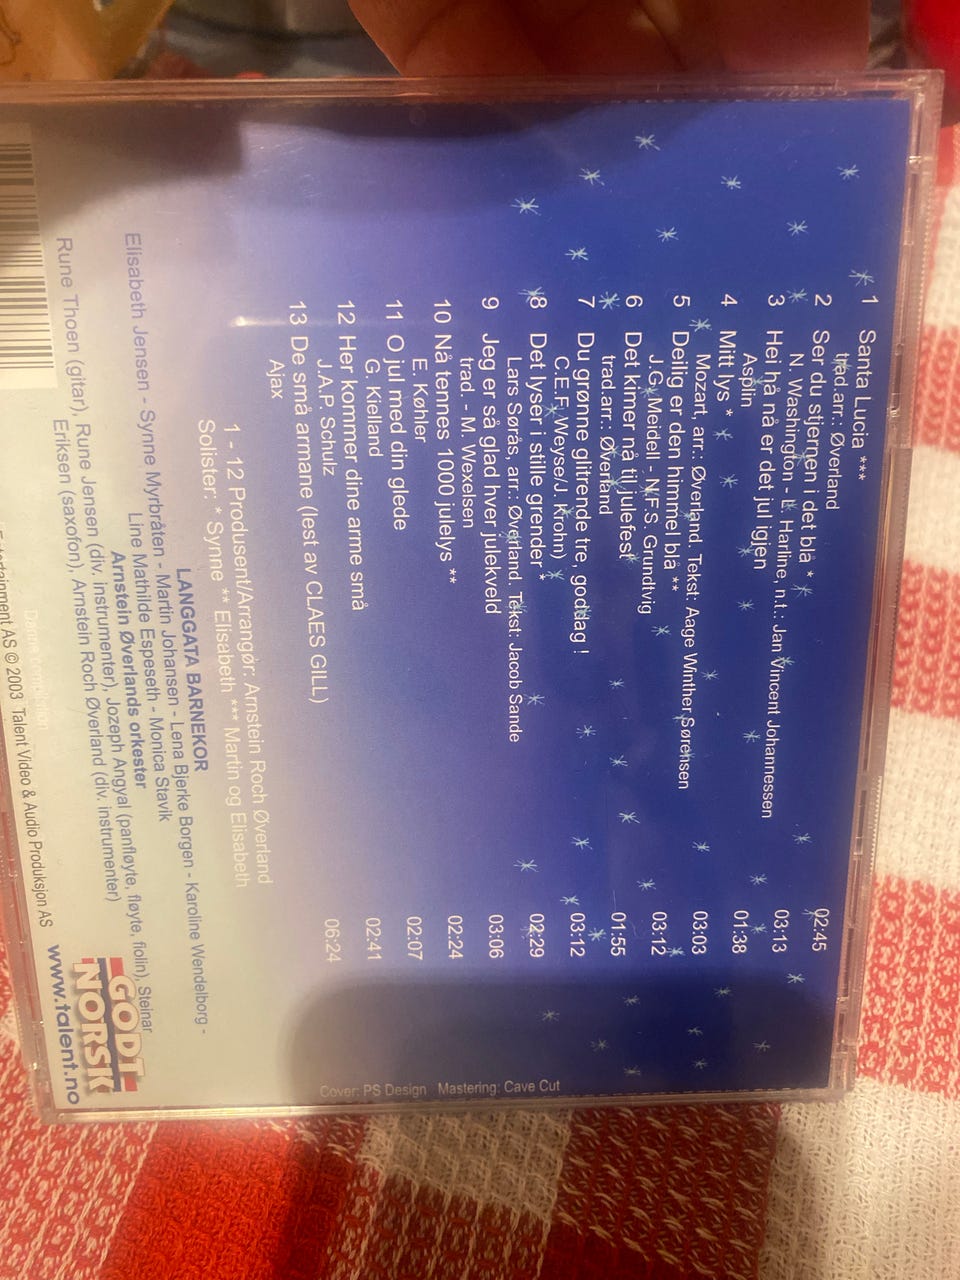 1 Santa Lucia *** 02:45
trad.arr.: Øverland
2 Ser du stjernen i det blå * 03:13
N. Washington - L. Harline, n.t.: Jan Vincent Johannessen
3 Hei hå nå er det jul igjen 01:38
Asplin
4 Mitt lys * 03:03
Mozart, arr.: Øverland. Tekst: Aage Winther Sørensen
5 Deilig er den himmel blå ** 03:12
J.G. Meidell - N.F.S. Grundtvig
6 Det kimer nå til julefest 01:55
trad.arr.: Øverland
7 Du grønne glitrende tre, goddag ! 03:12
C.E.F. Weyse/J. Krohn)
8 Det lyser i stille grender * 02:29
Lars Sørås, arr.: Øverland. Tekst: Jacob Sande
9 Jeg er så glad hver julekveld 03:06
trad. - M. Wexelsen
10 Nå tennes 1000 julelys ** 02:24
E. Køhler
11 O jul med din glede 02:07
G. Kielland
12 Her kommer dine arme små 02:41
J.A.P. Schulz
13 De små armane (lest av CLAES GILL) 06:24
Ajax
1 - 12 Produsent/Arrangør: Arnstein Roch Øverland
Solister: * Synne ** Elisabeth *** Martin og Elisabeth
LANGGATA BARNEKOR
Elisabeth Jensen - Synne Myrbråten - Martin Johansen - Lena Bjerke Borgen - Karoline Wendelborg -
Line Mathilde Espeseth - Monica Stavik
Arnstein Øverlands orkester
Rune Thoen (gitar), Rune Jensen (div. instrumenter), Jozeph Angyal (panfløyte, fløyte, fiolin), Steinar
Eriksen (saxofon), Arnstein Roch Øverland (div. instrumenter)
AS © 2003 Talent Video & Audio Produksjon AS
GODT
NORSK
www.talent.no
Cover: PS Design Mastering: Cave Cut